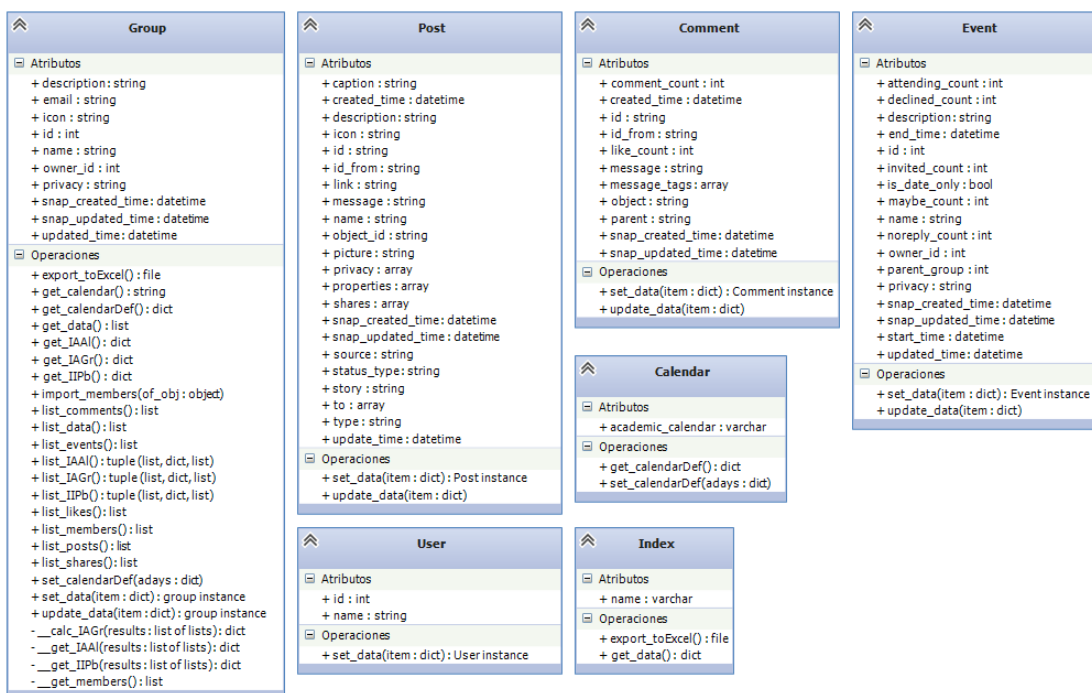 Group
Atributos
+ description : string
+ email : string
+ icon : string
+ id : int
+ name : string
+ owner_id : int
+ privacy : string
+ snap_created_time : datetime
+ snap_updated_time : datetime
+ updated_time : datetime
Operaciones
+ export_toExcel() : file
+ get_calendar() : string
+ get_calendarDef() : dict
+ get_data() : list
+ get_IAAl() : dict
+ get_IAGr() : dict
+ get_IIPb() : dict
+ import_members(of_obj : object)
+ list_comments() : list
+ list_data() : list
+ list_events() : list
+ list_IAAl() : tuple (list, dict, list)
+ list_IAGr() : tuple (dict, dict, list)
+ list_IIPb() : tuple (list, dict, list)
+ list_likes() : list
+ list_members() : list
+ list_posts() : list
+ list_shares() : list
+ set_calendarDef(adays : dict)
+ set_data(item : dict) : group instance
+ update_data(item : dict) : group instance
- __calc_IAGr(results : list of lists) : dict
- __get_IAAl(results : list of lists) : dict
- __get_IIPb(results : list of lists) : dict
- __get_members() : list
Post
Atributos
+ caption : string
+ created_time : datetime
+ description : string
+ icon : string
+ id : string
+ id_from : string
+ link : string
+ message : string
+ name : string
+ object_id : string
+ picture : string
+ privacy : array
+ properties : array
+ shares : array
+ snap_created_time : datetime
+ snap_updated_time : datetime
+ source : string
+ status_type : string
+ story : string
+ to : array
+ type : string
+ update_time : datetime
Operaciones
+ set_data(item : dict) : Post instance
+ update_data(item : dict)
Comment
Atributos
+ comment_count : int
+ created_time : datetime
+ id : string
+ id_from : string
+ like_count : int
+ message : string
+ message_tags : array
+ object : string
+ parent : string
+ snap_created_time : datetime
+ snap_updated_time : datetime
Operaciones
+ set_data(item : dict) : Comment instance
+ update_data(item : dict)
Event
Atributos
+ attending_count : int
+ declined_count : int
+ description : string
+ end_time : datetime
+ id : int
+ invited_count : int
+ is_date_only : bool
+ maybe_count : int
+ name : string
+ noreply_count : int
+ owner_id : int
+ parent_group : int
+ privacy : string
+ snap_created_time : datetime
+ snap_updated_time : datetime
+ start_time : datetime
+ updated_time : datetime
Operaciones
+ set_data(item : dict) : Event instance
+ update_data(item : dict)
Calendar
Atributos
+ academic_calendar : varchar
Operaciones
+ get_calendarDef() : dict
+ set_calendarDef(adays : dict)
User
Atributos
+ id : int
+ name : string
Operaciones
+ set_data(item : dict) : User instance
Index
Atributos
+ name : varchar
Operaciones
+ export_toExcel() : file
+ get_data() : dict